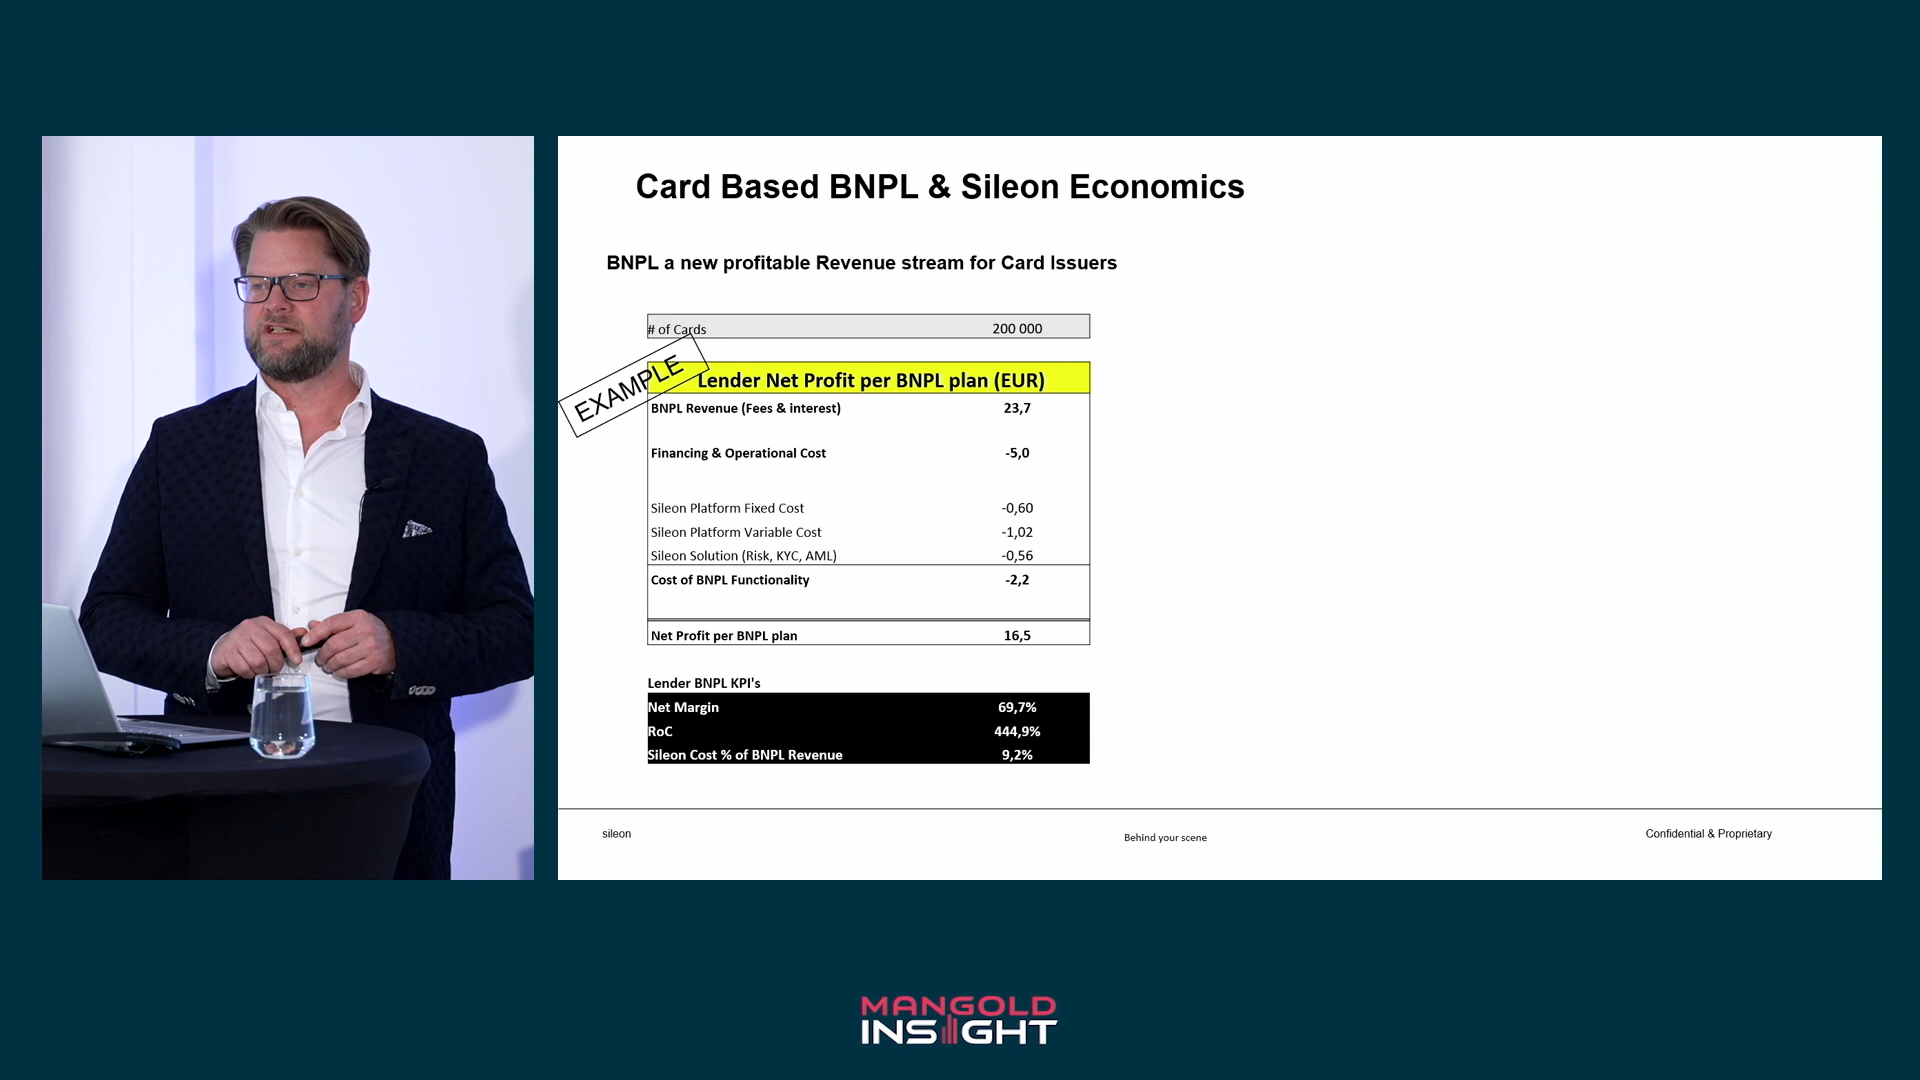 Card Based BNPL & Sileon Economics
BNPL a new profitable Revenue stream for Card Issuers
# of Cards 200 000
EXAMPLE
Lender Net Profit per BNPL plan (EUR)
BNPL Revenue (Fees & interest) 23,7
Financing & Operational Cost -5,0
Sileon Platform Fixed Cost -0,60
Sileon Platform Variable Cost -1,02
Sileon Solution (Risk, KYC, AML) -0,56
Cost of BNPL Functionality -2,2
Net Profit per BNPL plan 16,5
Lender BNPL KPI's
Net Margin 69,7%
RoC 444,9%
Sileon Cost % of BNPL Revenue 9,2%
sileon
Behind your scene
Confidential & Proprietary
MANGOLD
INSIGHT